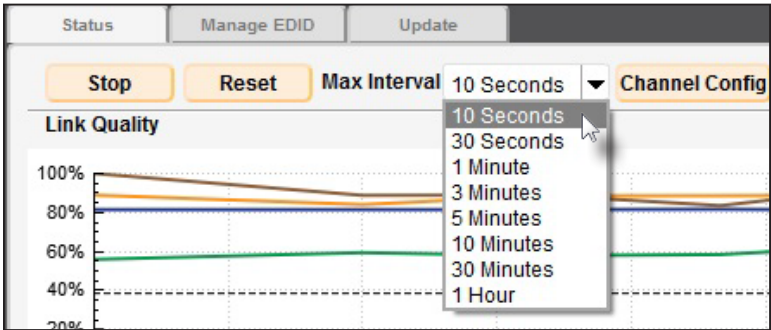 Status Manage EDID Update
Stop Reset Max Interval 10 Seconds Channel Config
Link Quality
10 Seconds
30 Seconds
1 Minute
3 Minutes
5 Minutes
10 Minutes
30 Minutes
1 Hour
100%
80%
60%
40%
20%